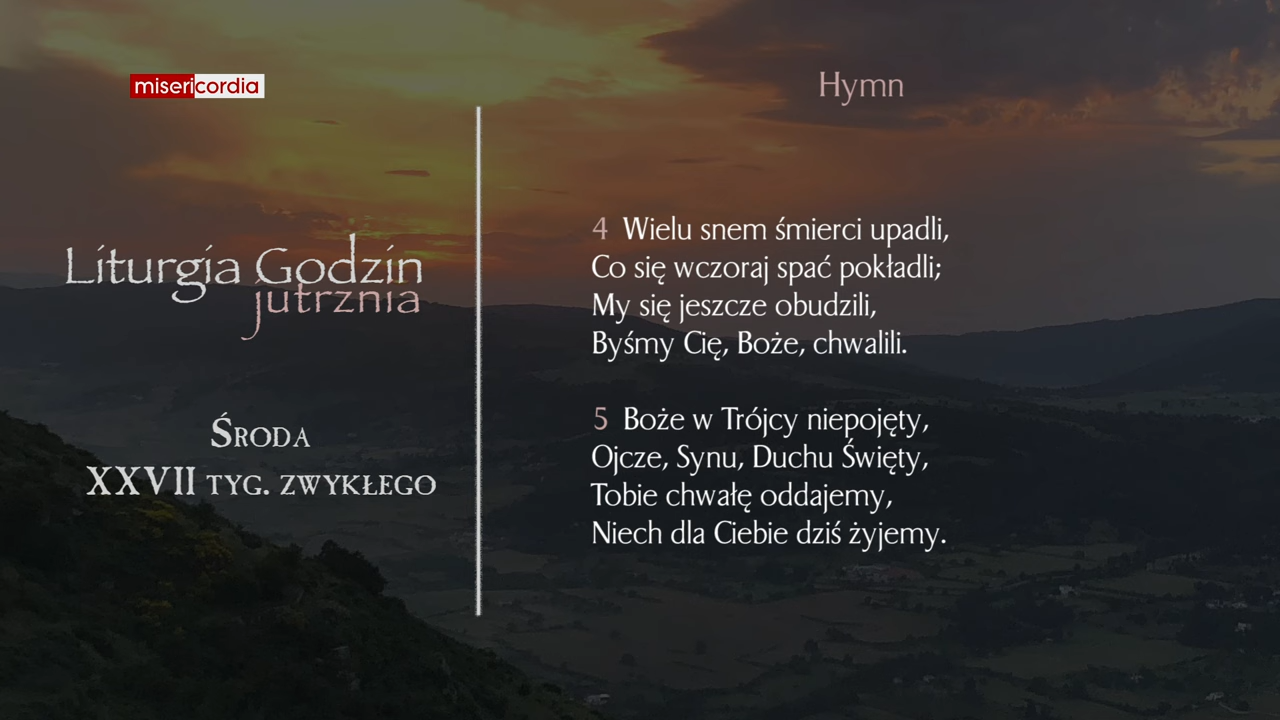 misericordia
Liturgia Godzin
jutrznia
Środa
XXVII tyg. zwykłego
Hymn
4 Wielu snem śmierci upadli,
Co się wczoraj spać pokładli;
My się jeszcze obudzili,
Byśmy Cię, Boże, chwalili.
5 Boże w Trójcy niepojęty,
Ojcze, Synu, Duchu Święty,
Tobie chwałę oddajemy,
Niech dla Ciebie dziś żyjemy.